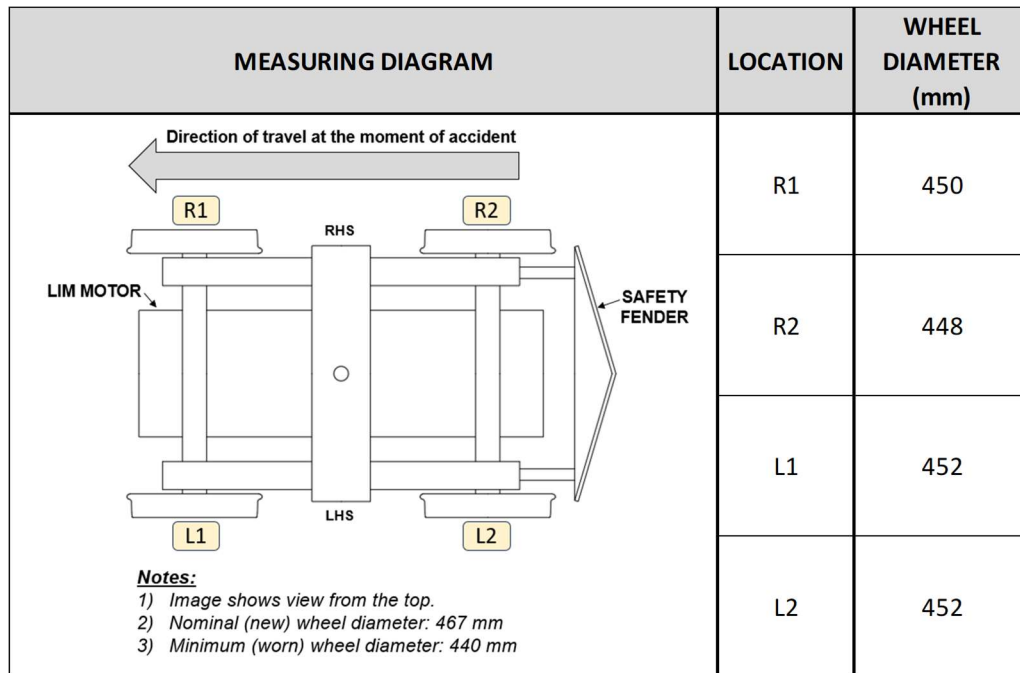 MEASURING DIAGRAM
LOCATION
WHEEL
DIAMETER
(mm)
Direction of travel at the moment of accident
R1
R2
RHS
LIM MOTOR
SAFETY
FENDER
LHS
L1
L2
Notes:
1) Image shows view from the top.
2) Nominal (new) wheel diameter: 467 mm
3) Minimum (worn) wheel diameter: 440 mm
R1 450
R2 448
L1 452
L2 452